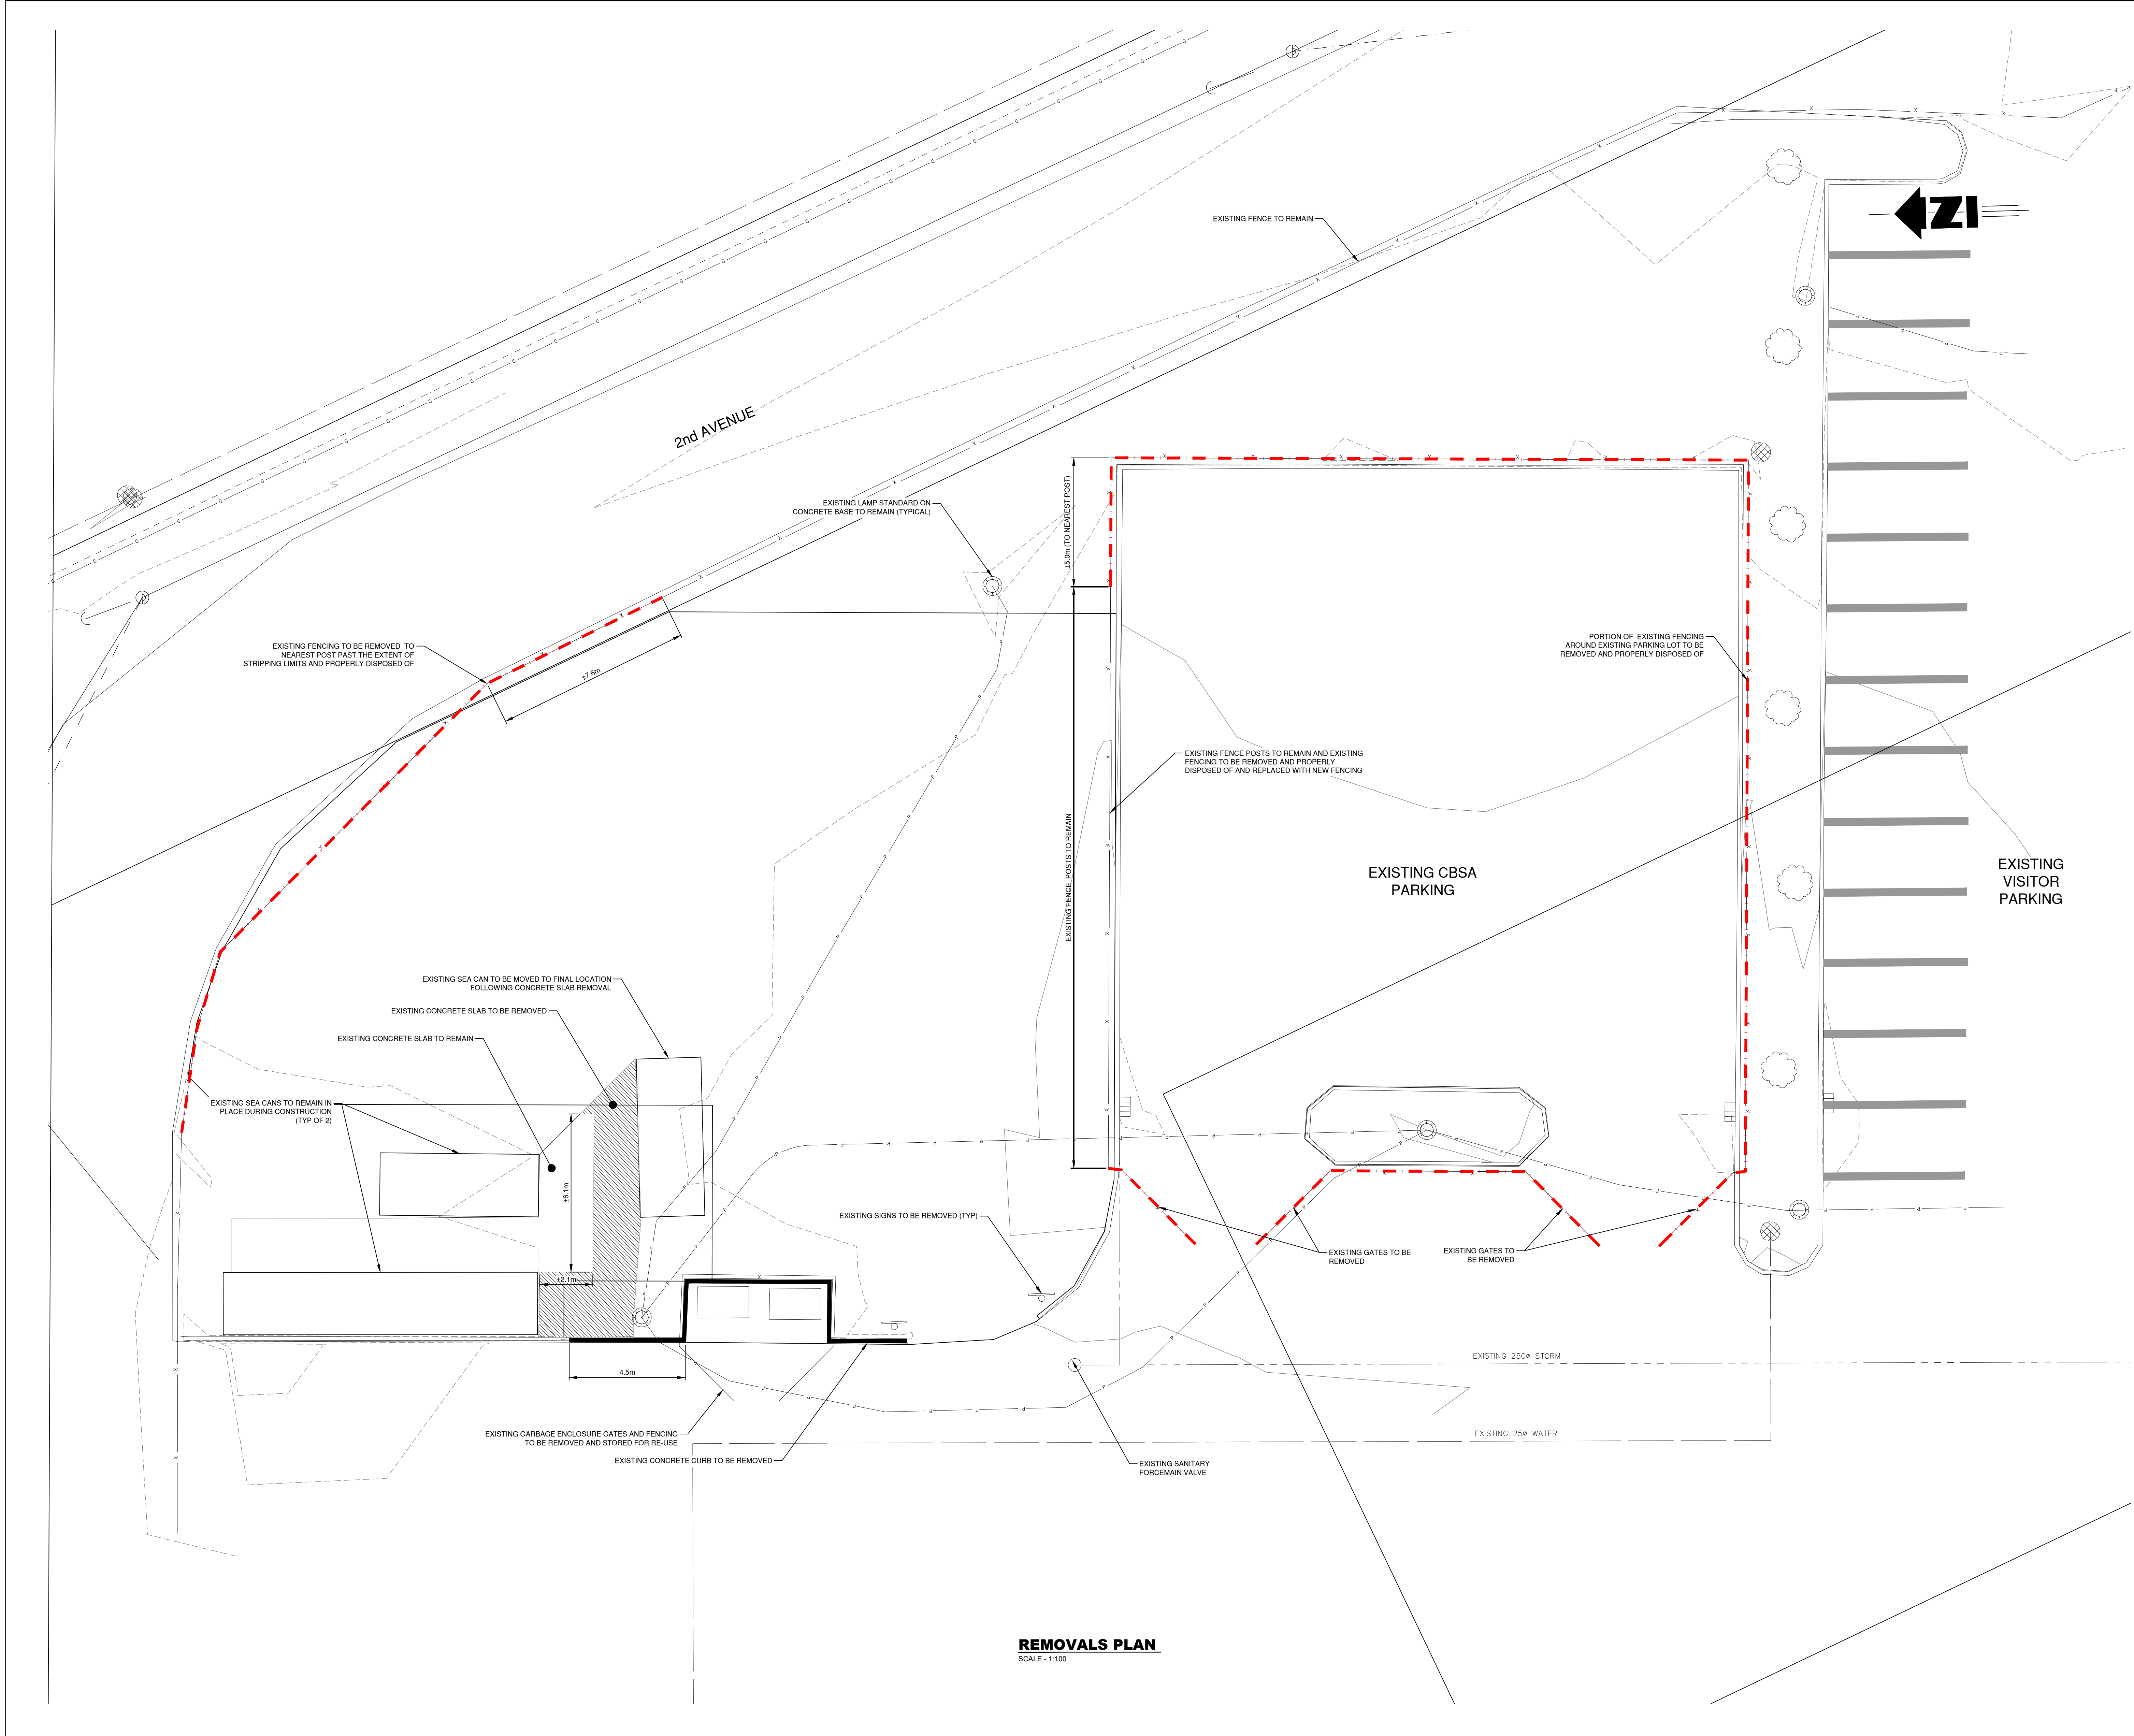 EXISTING FENCE TO REMAIN
2nd AVENUE
EXISTING LAMP STANDARD ON
CONCRETE BASE TO REMAIN (TYPICAL)
±5.0m (TO NEAREST POST)
EXISTING FENCING TO BE REMOVED TO
NEAREST POST PAST THE EXTENT OF
STRIPPING LIMITS AND PROPERLY DISPOSED OF
±7.6m
PORTION OF EXISTING FENCING
AROUND EXISTING PARKING LOT TO BE
REMOVED AND PROPERLY DISPOSED OF
EXISTING FENCE POSTS TO REMAIN AND EXISTING
FENCING TO BE REMOVED AND PROPERLY
DISPOSED OF AND REPLACED WITH NEW FENCING
EXISTING FENCE POSTS TO REMAIN
EXISTING CBSA
PARKING
EXISTING
VISITOR
PARKING
EXISTING SEA CAN TO BE MOVED TO FINAL LOCATION
FOLLOWING CONCRETE SLAB REMOVAL
EXISTING CONCRETE SLAB TO BE REMOVED
EXISTING CONCRETE SLAB TO REMAIN
EXISTING SEA CANS TO REMAIN IN
PLACE DURING CONSTRUCTION
(TYP OF 2)
±6.1m
±2.1m
EXISTING SIGNS TO BE REMOVED (TYP)
EXISTING GATES TO BE
REMOVED
EXISTING GATES TO
BE REMOVED
4.5m
EXISTING 250ø STORM
EXISTING GARBAGE ENCLOSURE GATES AND FENCING
TO BE REMOVED AND STORED FOR RE-USE
EXISTING 25ø WATER
EXISTING CONCRETE CURB TO BE REMOVED
EXISTING SANITARY
FORCEMAIN VALVE
REMOVALS PLAN
SCALE - 1:100